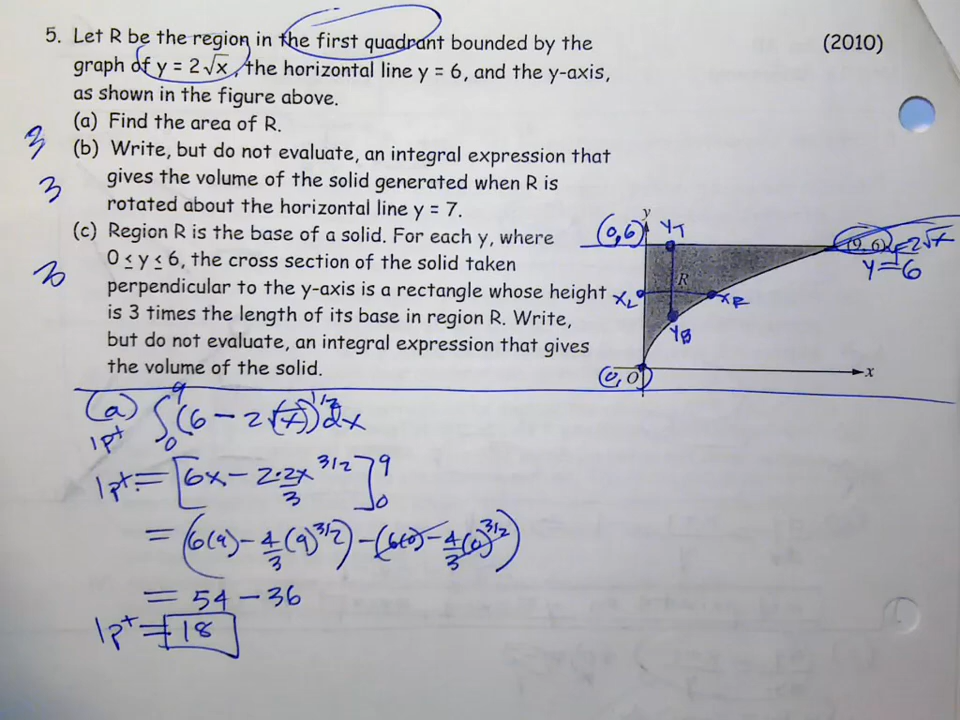 5. Let R be the region in the first quadrant bounded by the (2010)
graph of y = 2√x, the horizontal line y = 6, and the y-axis,
as shown in the figure above.
(a) Find the area of R.
3 (b) Write, but do not evaluate, an integral expression that
3 gives the volume of the solid generated when R is
rotated about the horizontal line y = 7.
(c) Region R is the base of a solid. For each y, where
3 0 ≤ y ≤ 6, the cross section of the solid taken
perpendicular to the y-axis is a rectangle whose height
is 3 times the length of its base in region R. Write,
but do not evaluate, an integral expression that gives
the volume of the solid.
y
(0,6) Y_T (9, 6) y=2√x
y=6
R
X_L X_R
Y_B
(0, 0) x
(a) ∫₀⁹ (6 − 2√(x)^1/2) dx
1pt
1pt = [6x − 2·2x^3/2 / 3]₀⁹
= (6(9) − 4/3 (9)^3/2) − (6(0) − 4/3 (0)^3/2)
= 54 − 36
1pt = 18